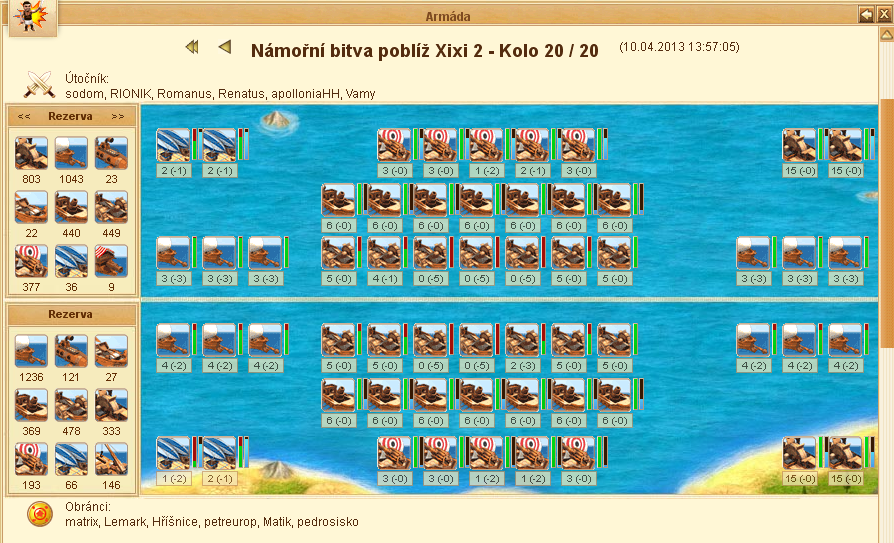 Armáda
Námořní bitva poblíž Xixi 2 - Kolo 20 / 20 (10.04.2013 13:57:05)
Útočník:
sodom, RIONIK, Romanus, Renatus, apolloniaHH, Vamy
<< Rezerva >>
803 1043 23
22 440 449
377 36 9
2 (-1) 2 (-1) 3 (-0) 3 (-0) 1 (-2) 2 (-1) 3 (-0) 15 (-0) 15 (-0)
6 (-0) 6 (-0) 6 (-0) 6 (-0) 6 (-0) 6 (-0) 6 (-0)
3 (-3) 3 (-3) 3 (-3) 5 (-0) 4 (-1) 0 (-5) 0 (-5) 5 (-0) 5 (-0) 5 (-0) 3 (-3) 3 (-3) 3 (-3)
Rezerva
1236 121 27
369 478 333
193 66 146
4 (-2) 4 (-2) 4 (-2) 5 (-0) 5 (-0) 0 (-5) 0 (-5) 2 (-3) 5 (-0) 5 (-0) 4 (-2) 4 (-2) 4 (-2)
6 (-0) 6 (-0) 6 (-0) 6 (-0) 6 (-0) 6 (-0) 6 (-0)
1 (-2) 2 (-1) 3 (-0) 3 (-0) 1 (-2) 1 (-2) 3 (-0) 15 (-0) 15 (-0)
Obránci:
matrix, Lemark, Hříšnice, petreurop, Matik, pedrosisko